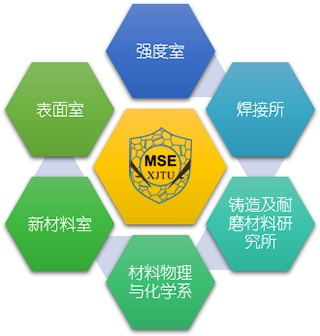 强度室
表面室
焊接所
MSE
XJTU
新材料室
铸造及耐
磨材料研
究所
材料物理
与化学系